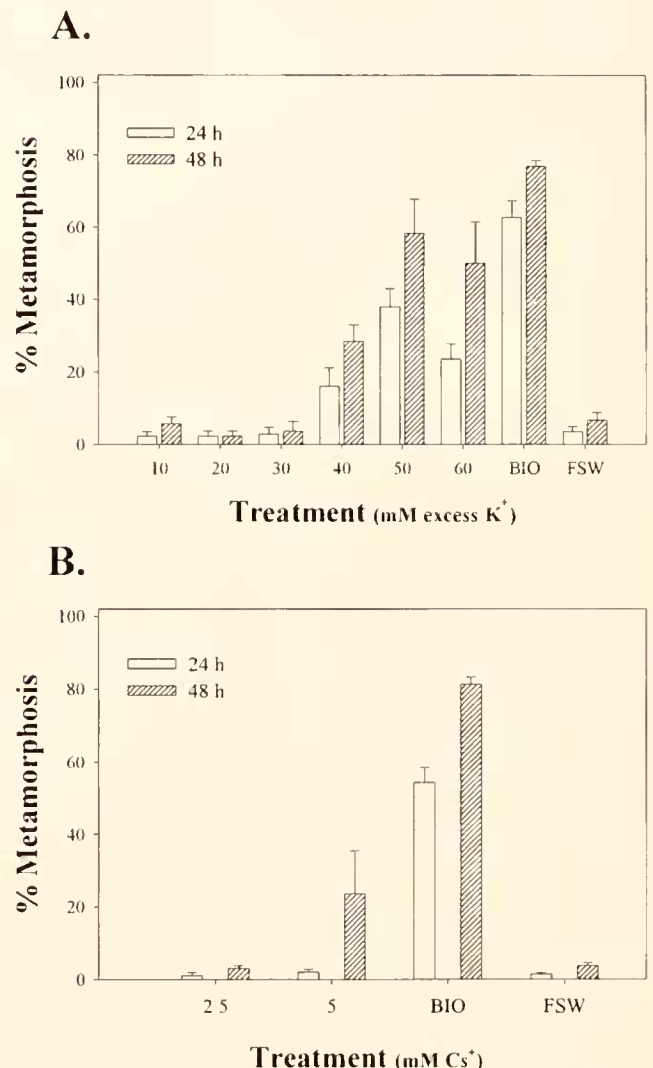 A.
100
80
60
40
20
0
% Metamorphosis
24 h
48 h
10 20 30 40 50 60 BIO FSW
Treatment (mM excess K+)
B.
100
80
60
40
20
0
% Metamorphosis
24 h
48 h
2 5 5 BIO FSW
Treatment (mM Cs+)